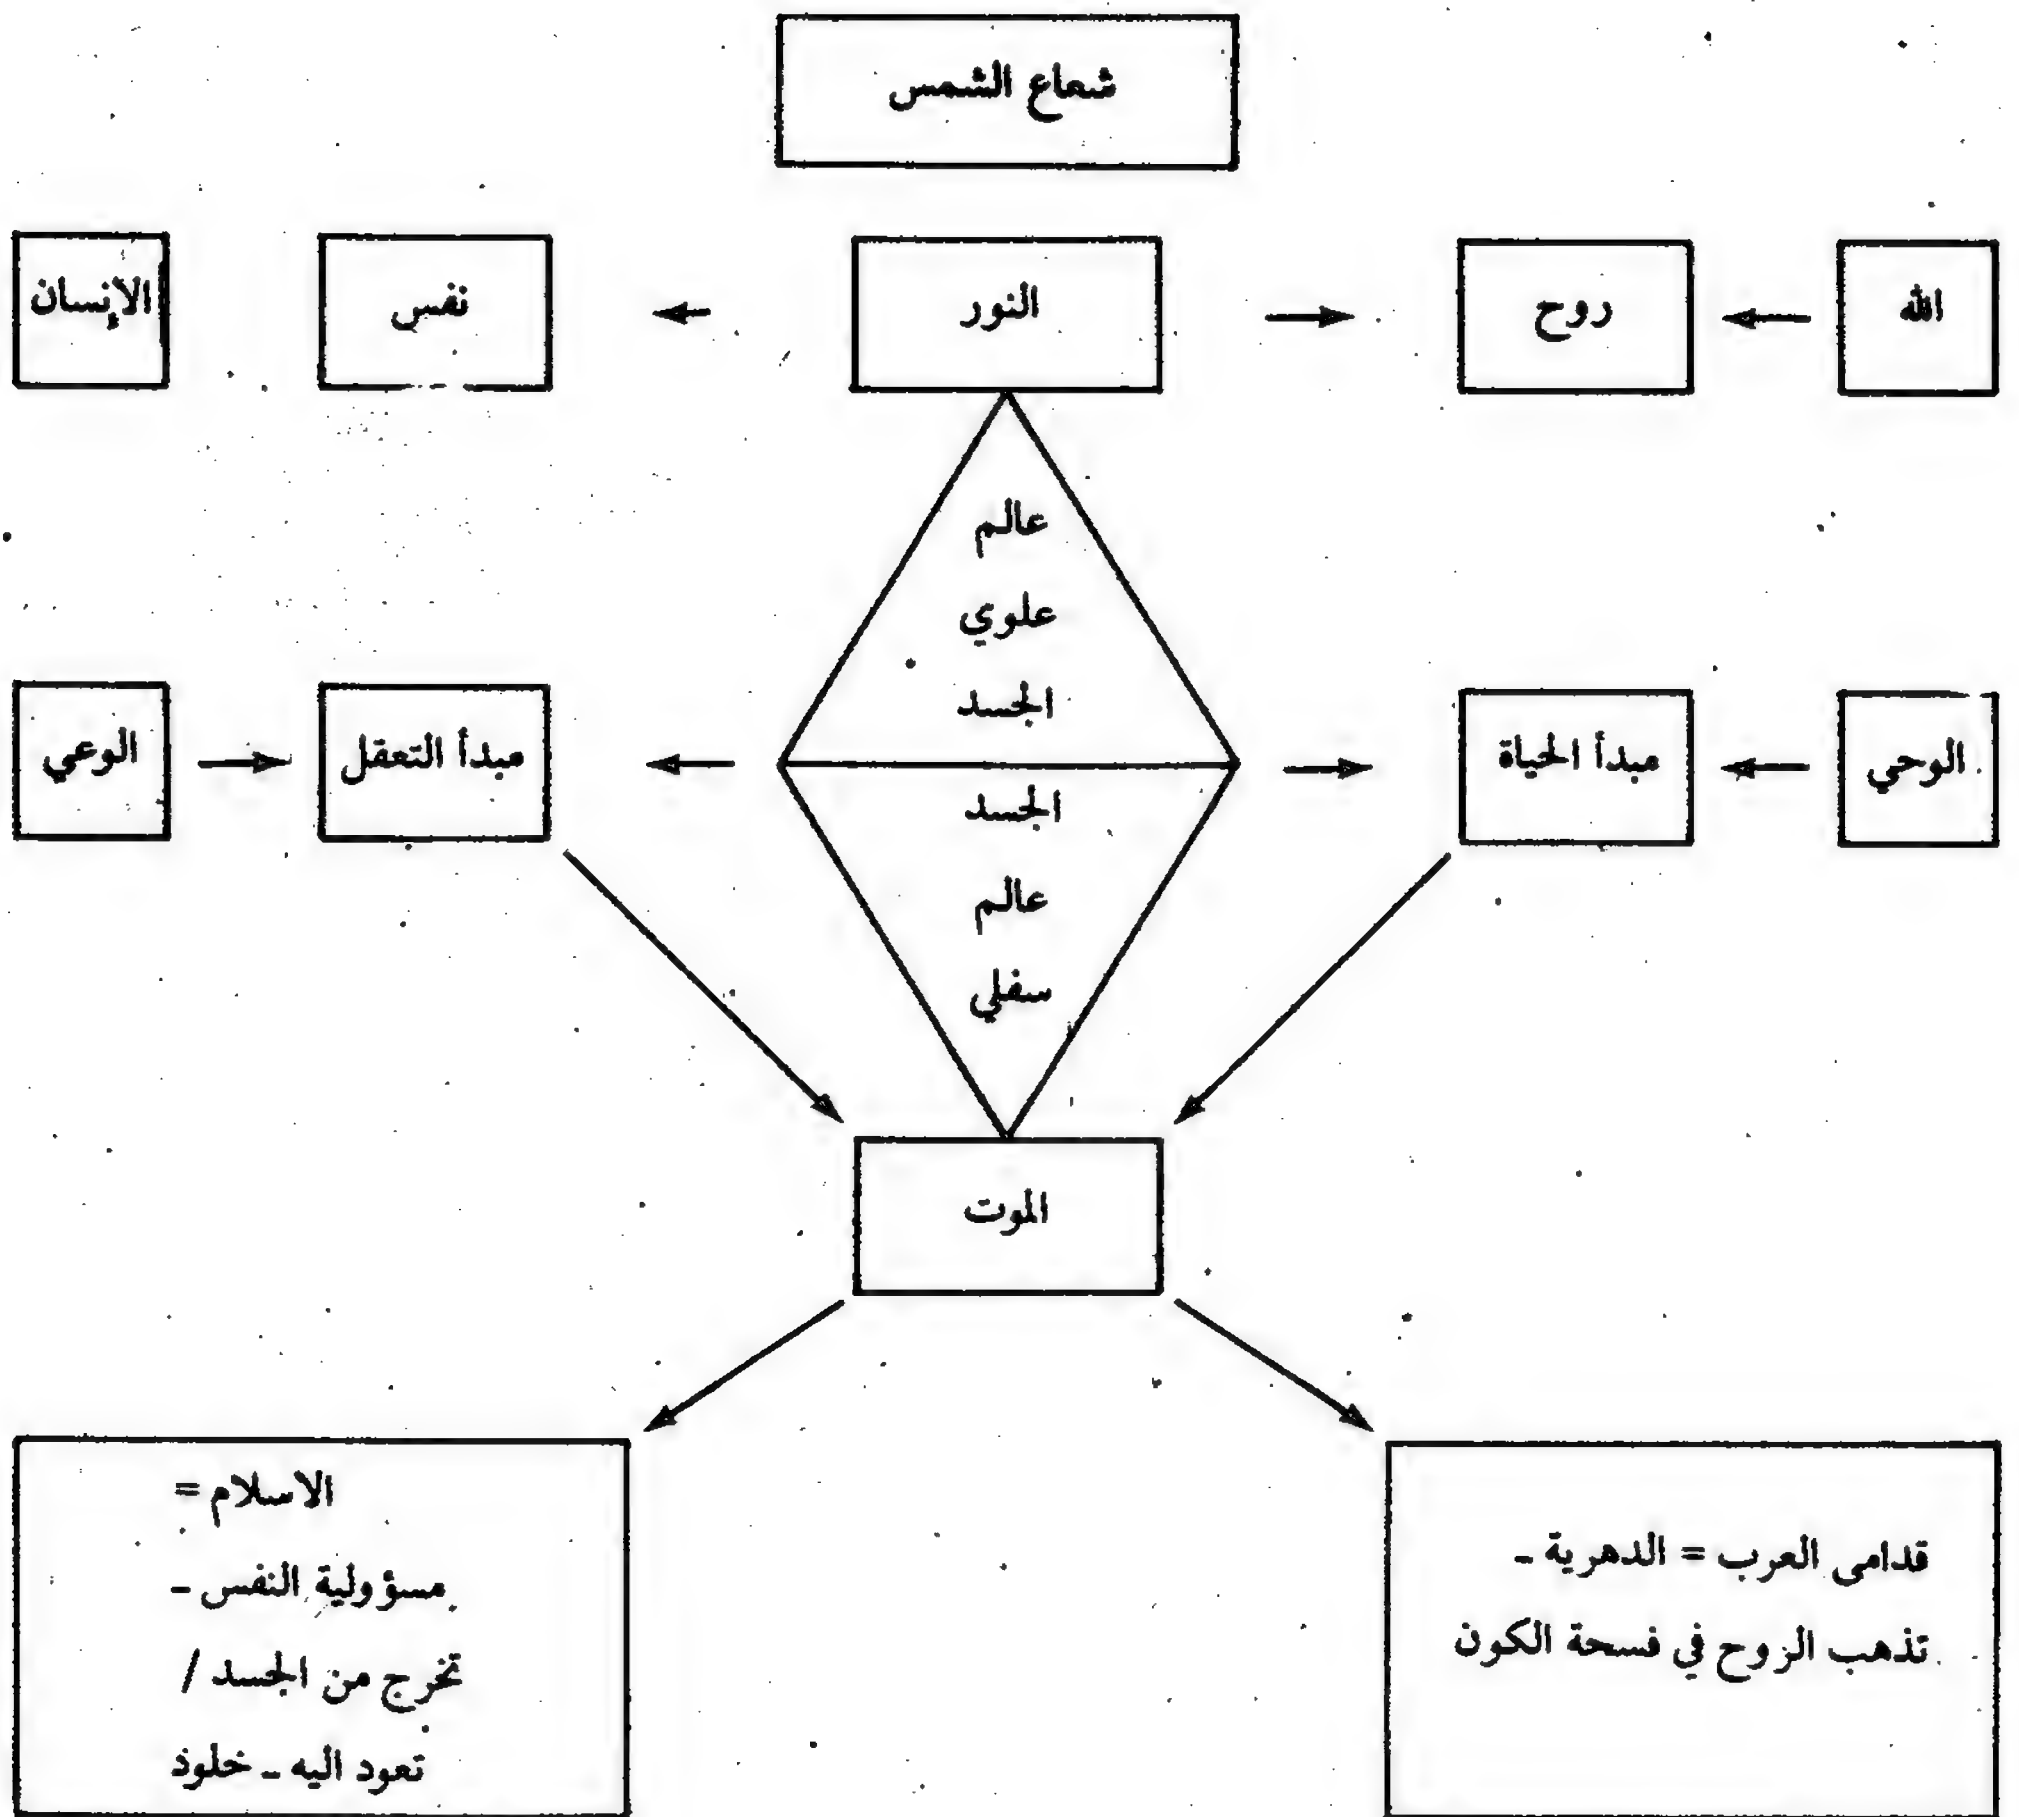 شعاع الشمس
الله
روح
النور
نفس
الإنسان
عالم
علوي
الجسد
الوحي
مبدأ الحياة
مبدأ التعقل
الوعي
الجسد
عالم
سفلي
الموت
قدامى العرب = الدهرية -
تذهب الروح في فسحة الكون
الاسلام =
مسؤولية النفس -
تخرج من الجسد /
تعود اليه - خلود